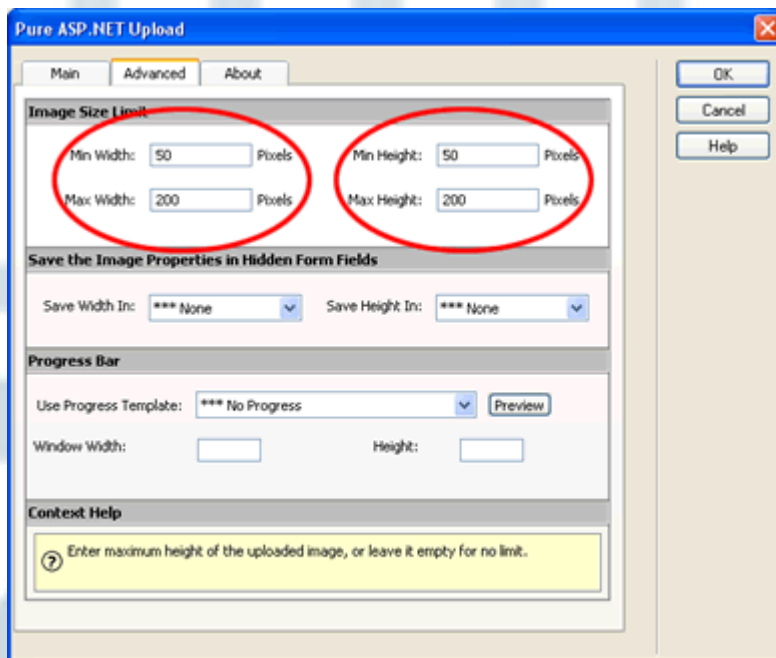 Pure ASP.NET Upload
Main Advanced About
OK
Cancel
Help
Image Size Limit
Min Width: 50 Pixels Min Height: 50 Pixels
Max Width: 200 Pixels Max Height: 200 Pixels
Save the Image Properties in Hidden Form Fields
Save Width In: *** None Save Height In: *** None
Progress Bar
Use Progress Template: *** No Progress Preview
Window Width: Height:
Context Help
Enter maximum height of the uploaded image, or leave it empty for no limit.